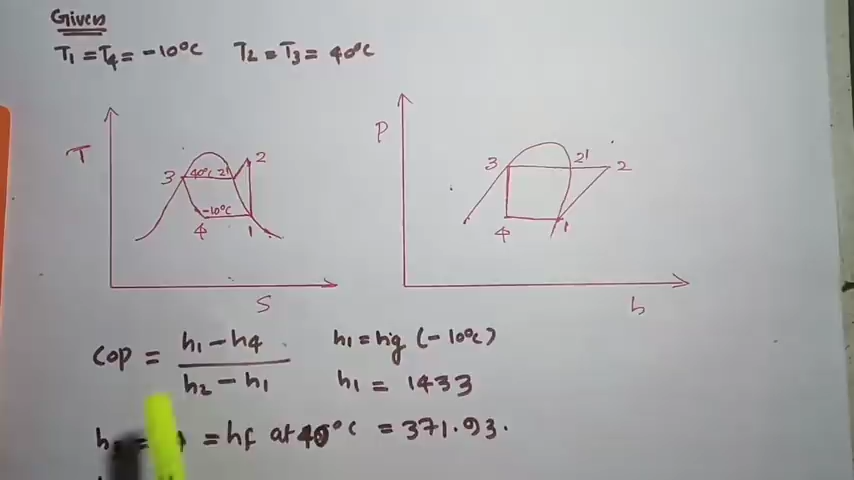 Given
T1 = T4 = -10°C T2 = T3 = 40°C
T
3 40°C 2' 2
-10°C
4 1
S
P
3 2' 2
4 1
h
COP = h1 - h4 / h2 - h1
h1 = hg (-10°C)
h1 = 1433
h = hf at 40°C = 371.93.